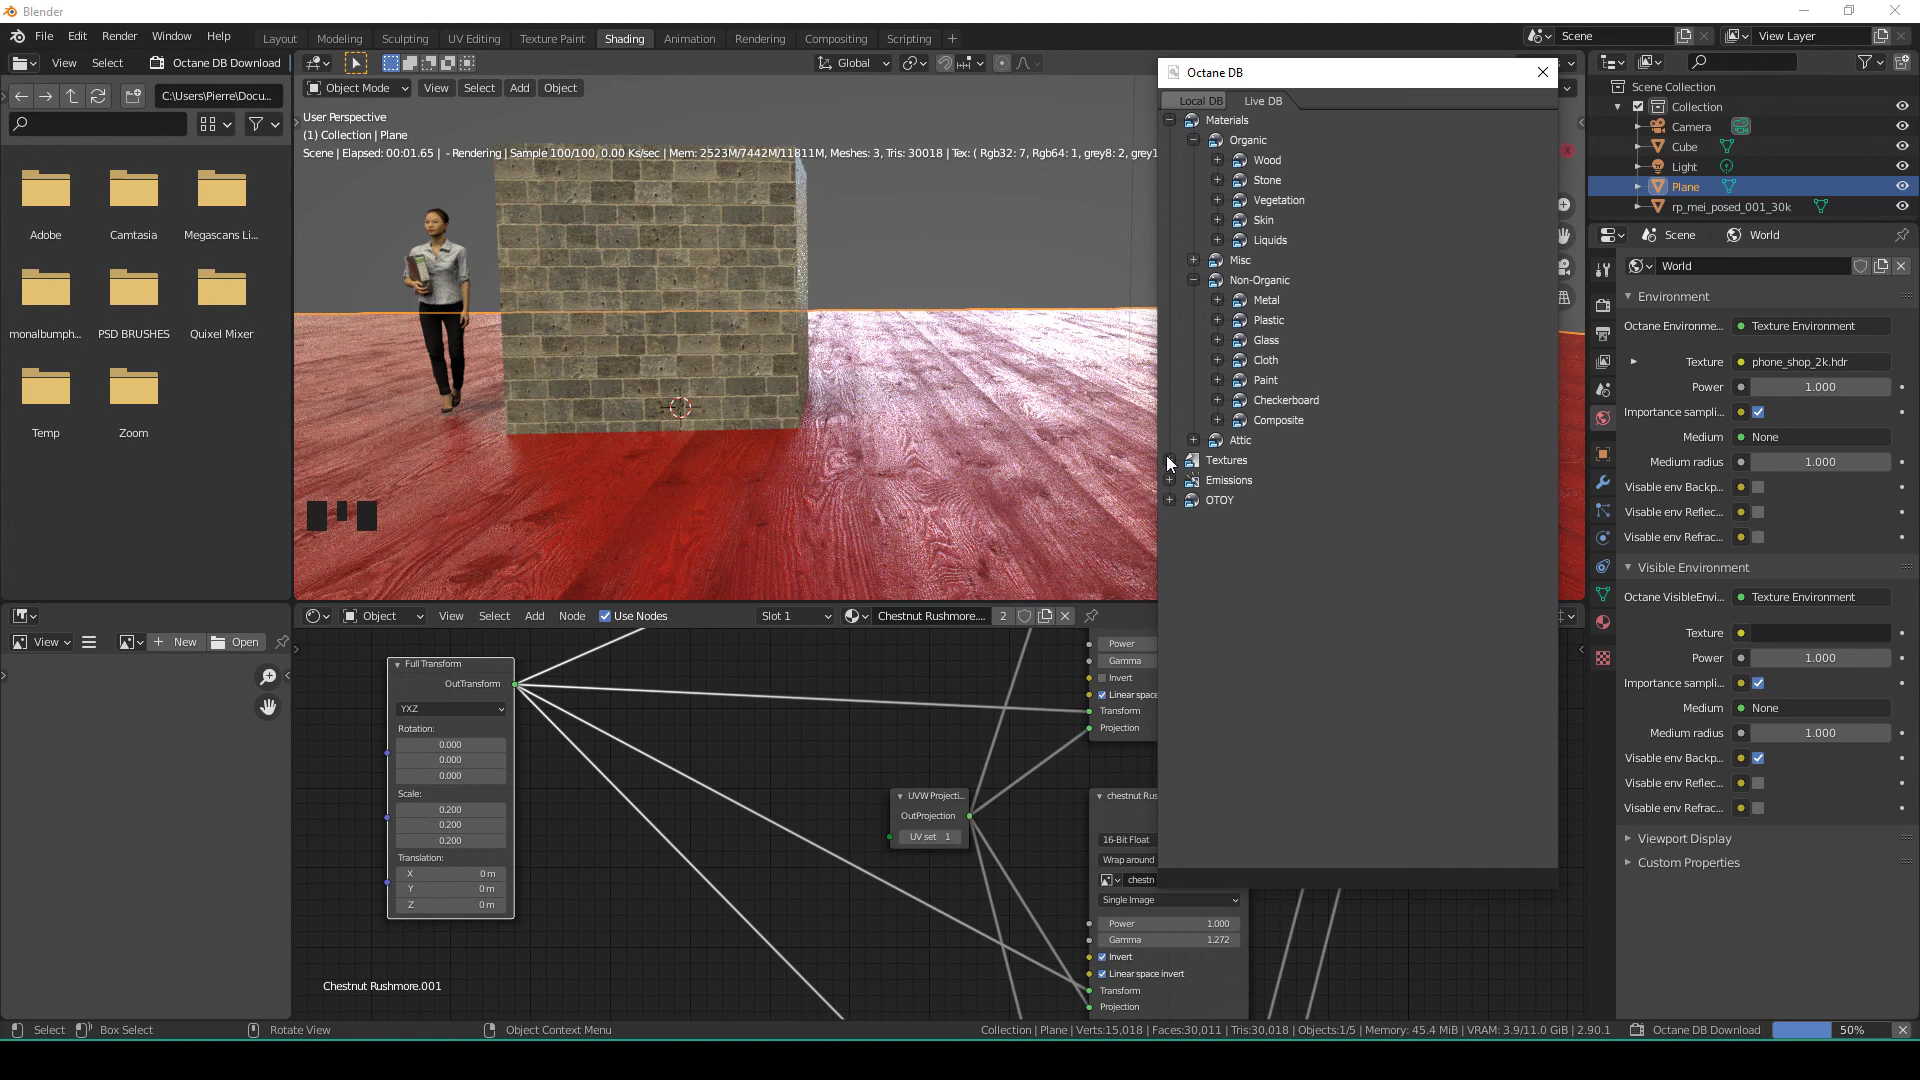 Blender
File Edit Render Window Help
Layout Modeling Sculpting UV Editing Texture Paint Shading Animation Rendering Compositing Scripting
Scene
View Layer
View Select Octane DB Download
Global
C:\Users\Pierre\Docu...
Object Mode View Select Add Object
User Perspective
(1) Collection | Plane
Scene | Elapsed: 00:01.65 | - Rendering | Sample 100/100, 0.00 Ks/sec | Mem: 2523M/7442M/11811M, Meshes: 3, Tris: 30018 | Tex: ( Rgb32: 7, Rgb64: 1, grey8: 2, grey1
Adobe
Camtasia
Megascans Li...
monalbumph...
PSD BRUSHES
Quixel Mixer
Temp
Zoom
Octane DB
Local DB Live DB
Materials
Organic
Wood
Stone
Vegetation
Skin
Liquids
Misc
Non-Organic
Metal
Plastic
Glass
Cloth
Paint
Checkerboard
Composite
Attic
Textures
Emissions
OTOY
Scene Collection
Collection
Camera
Cube
Light
Plane
rp_mei_posed_001_30k
Scene World
World
Environment
Octane Environme... Texture Environment
Texture phone_shop_2k.hdr
Power 1.000
Importance sampli...
Medium None
Medium radius 1.000
Visable env Backp...
Visable env Reflec...
Visable env Refrac...
Visible Environment
Octane VisibleEnvi... Texture Environment
Texture
Power 1.000
Importance sampli...
Medium None
Medium radius 1.000
Visable env Backp...
Visable env Reflec...
Visable env Refrac...
Viewport Display
Custom Properties
View New Open
Object View Select Add Node Use Nodes Slot 1 Chestnut Rushmore.... 2
Full Transform
OutTransform
YXZ
Rotation:
0.000
0.000
0.000
Scale:
0.200
0.200
0.200
Translation:
X 0 m
Y 0 m
Z 0 m
UVW Projecti...
OutProjection
UV set 1
Power
Gamma
Invert
Linear space
Transform
Projection
chestnut Rus
16-Bit Float
Wrap around
chestn
Single Image
Power 1.000
Gamma 1.272
Invert
Linear space invert
Transform
Projection
Chestnut Rushmore.001
Select Box Select Rotate View Object Context Menu
Collection | Plane | Verts:15,018 | Faces:30,011 | Tris:30,018 | Objects:1/5 | Memory: 45.4 MiB | VRAM: 3.9/11.0 GiB | 2.90.1 Octane DB Download 50%